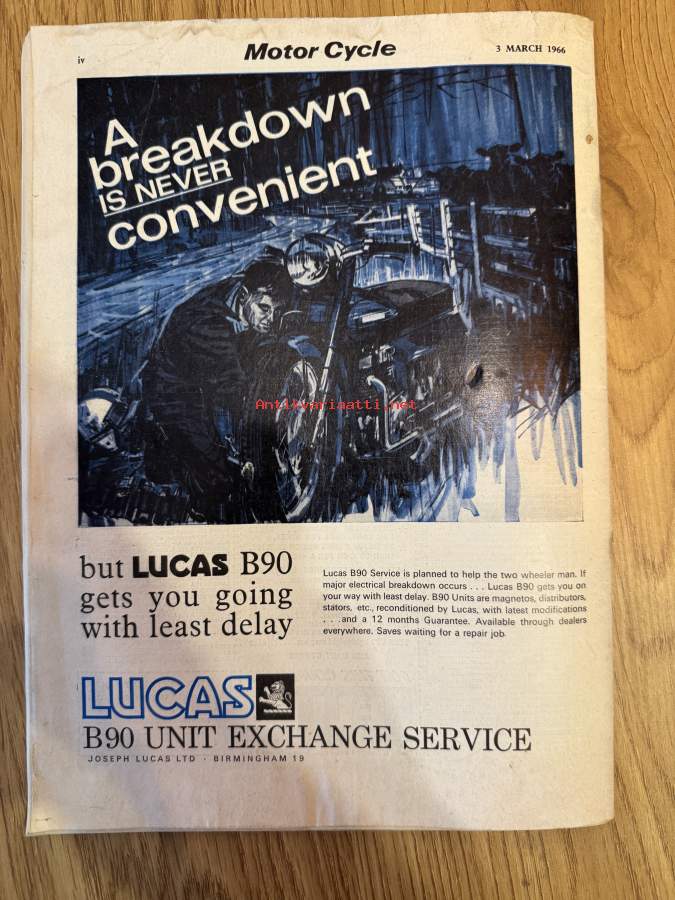 iv Motor Cycle 3 MARCH 1966
A
breakdown
IS NEVER
convenient
Antikvariaatti.net
but LUCAS B90
gets you going
with least delay
Lucas B90 Service is planned to help the two wheeler man. If
major electrical breakdown occurs . . . Lucas B90 gets you on
your way with least delay. B90 Units are magnetos, distributors,
stators, etc., reconditioned by Lucas, with latest modifications
. . . and a 12 months Guarantee. Available through dealers
everywhere. Saves waiting for a repair job.
LUCAS
B90 UNIT EXCHANGE SERVICE
JOSEPH LUCAS LTD · BIRMINGHAM 19